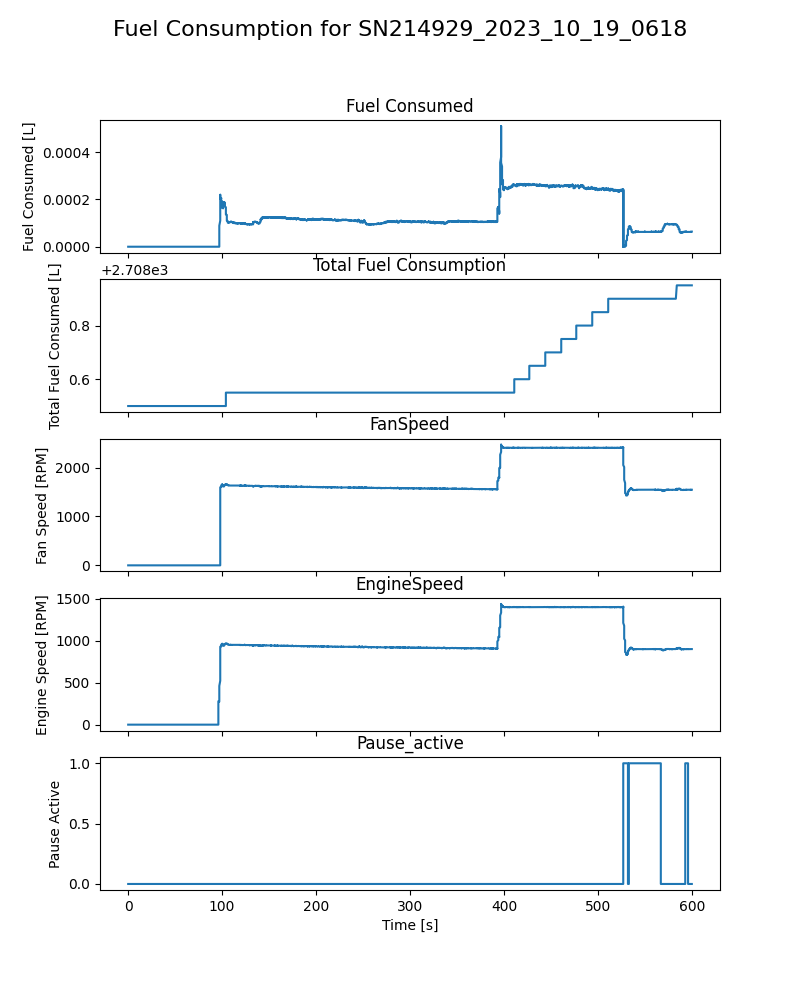 Fuel Consumption for SN214929_2023_10_19_0618
Fuel Consumed
Fuel Consumed [L]
0.0004
0.0002
0.0000
Total Fuel Consumption
+2.708e3
Total Fuel Consumed [L]
0.8
0.6
FanSpeed
Fan Speed [RPM]
2000
1000
0
EngineSpeed
Engine Speed [RPM]
1500
1000
500
0
Pause_active
Pause Active
1.0
0.5
0.0
0 100 200 300 400 500 600
Time [s]